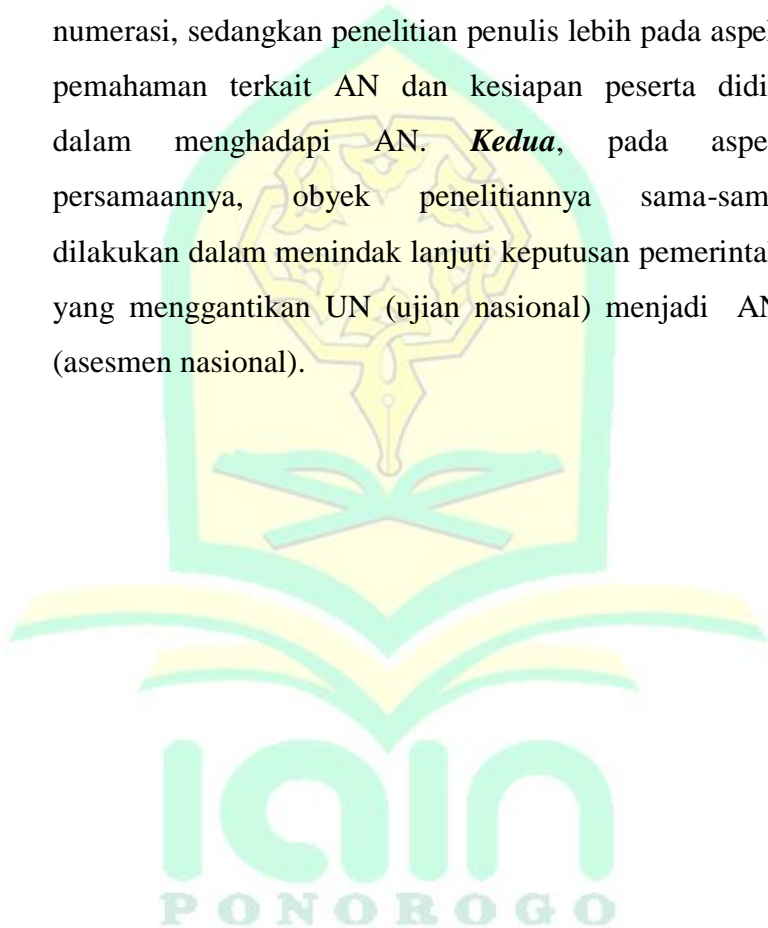 numerasi, sedangkan penelitian penulis lebih pada aspe
pemahaman terkait AN dan kesiapan peserta didi
dalam menghadapi AN. Kedua, pada aspe
persamaannya, obyek penelitiannya sama-sam
dilakukan dalam menindak lanjuti keputusan pemerinta
yang menggantikan UN (ujian nasional) menjadi AN
(asesmen nasional).
iain
PONOROGO